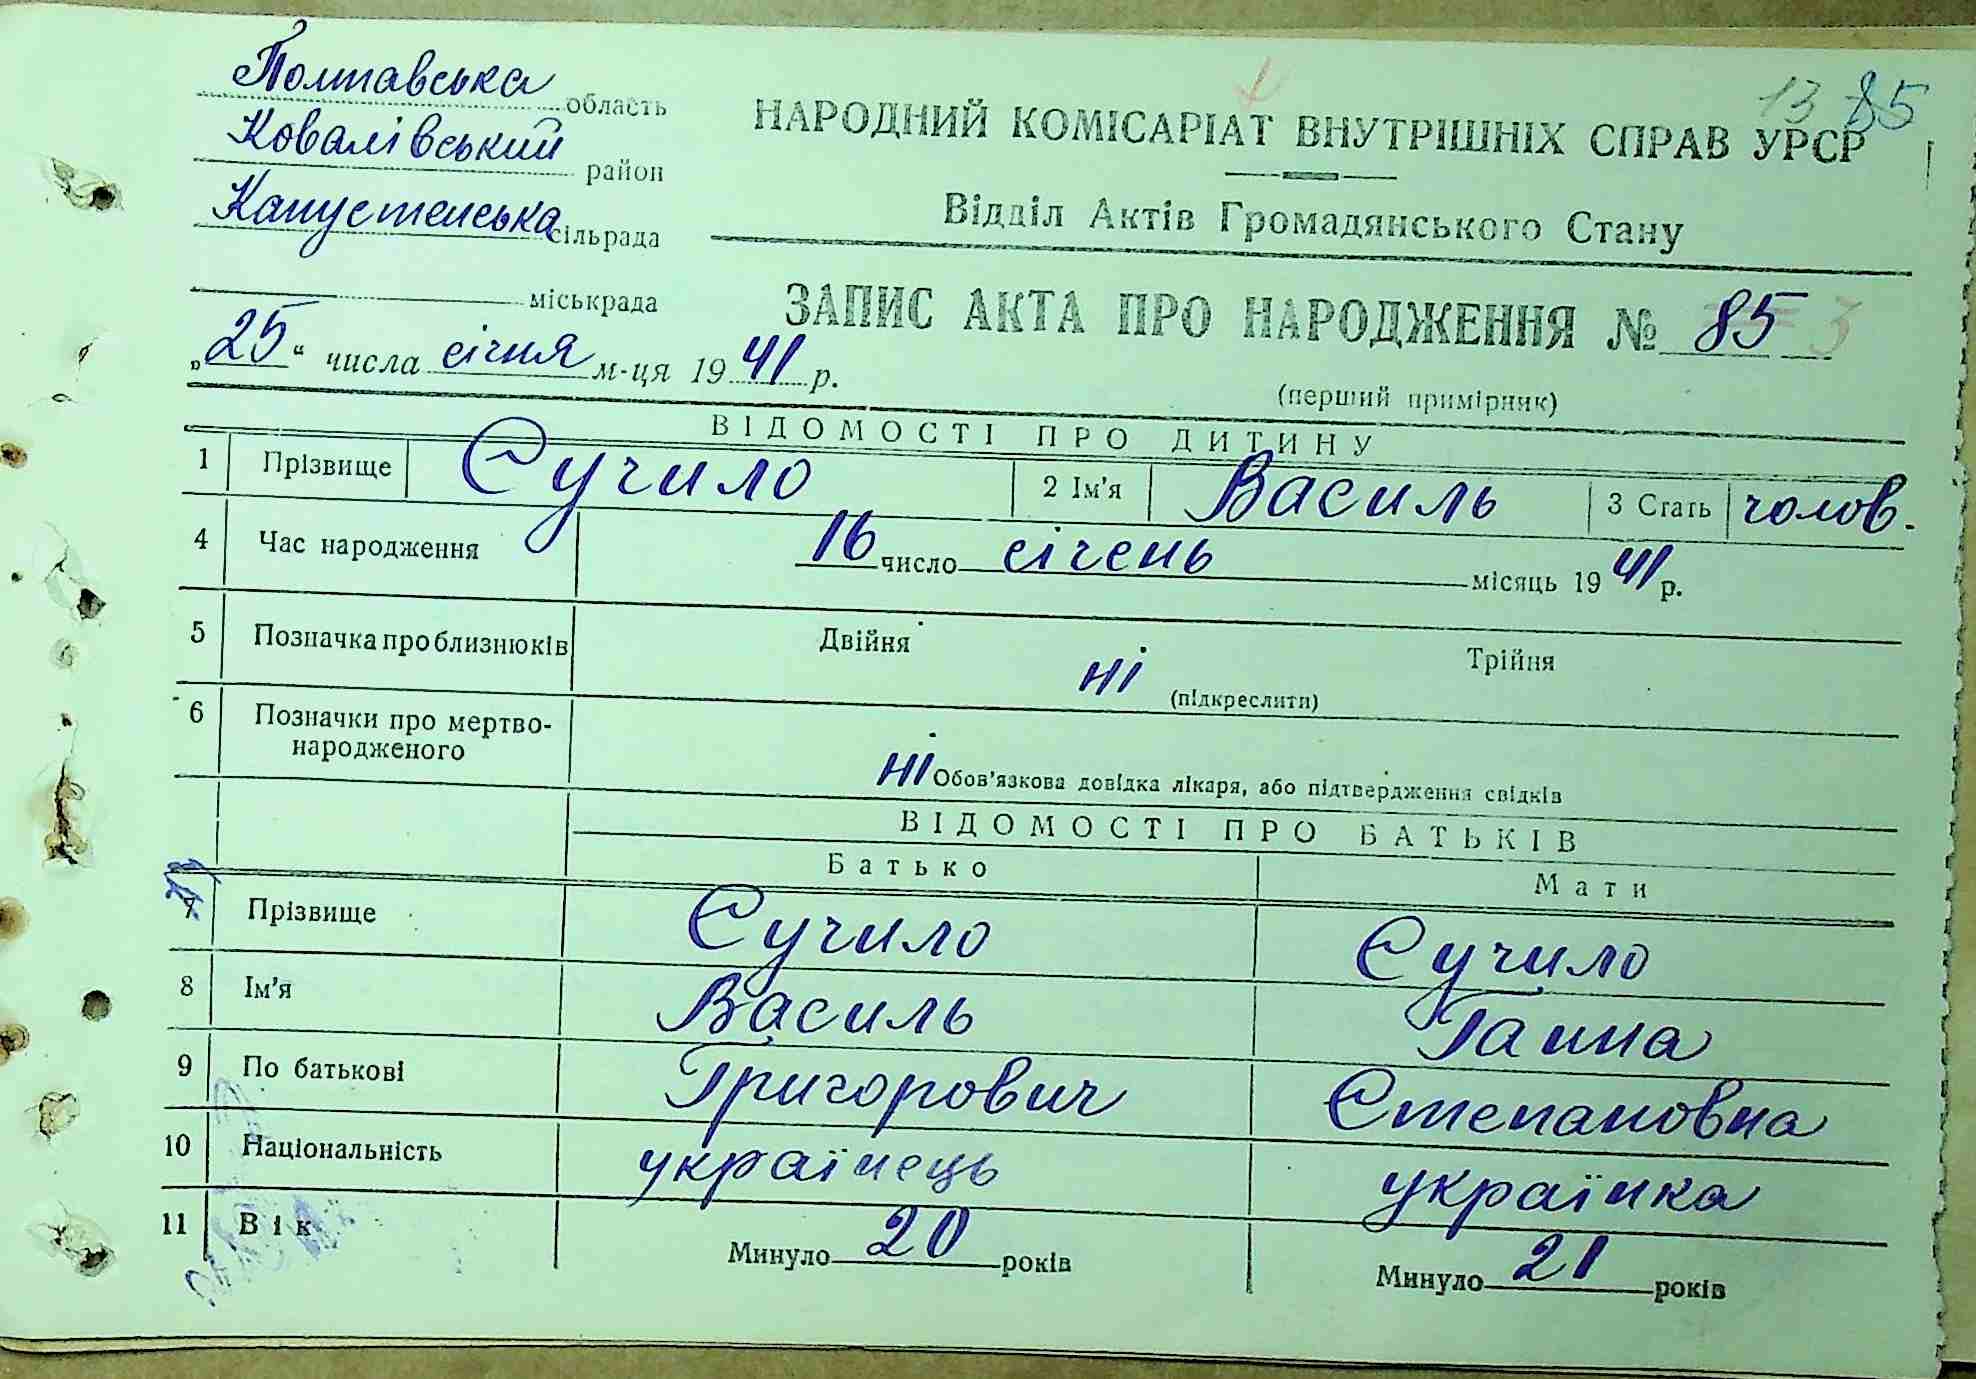 Полтавська область
Ковалівський район
Капустенська сільрада
міськрада
13 85
НАРОДНИЙ КОМІСАРІАТ ВНУТРІШНІХ СПРАВ УРСР
Відділ Актів Громадянського Стану
ЗАПИС АКТА ПРО НАРОДЖЕННЯ № 85 3
„25“ числа січня м-ця 1941 р.
(перший примірник)
ВІДОМОСТІ ПРО ДИТИНУ
1 Прізвище Сучило 2 Ім'я Василь 3 Стать чолов.
4 Час народження 16 число січень місяць 1941 р.
5 Позначка про близнюків Двійня Трійня
ні (підкреслити)
6 Позначки про мертво-
народженого
ні Обов'язкова довідка лікаря, або підтвердження свідків
ВІДОМОСТІ ПРО БАТЬКІВ
Батько Мати
7 Прізвище Сучило Сучило
8 Ім'я Василь Ганна
9 По батькові Григорович Степановна
10 Національність українець українка
11 Вік Минуло 20 років Минуло 21 років